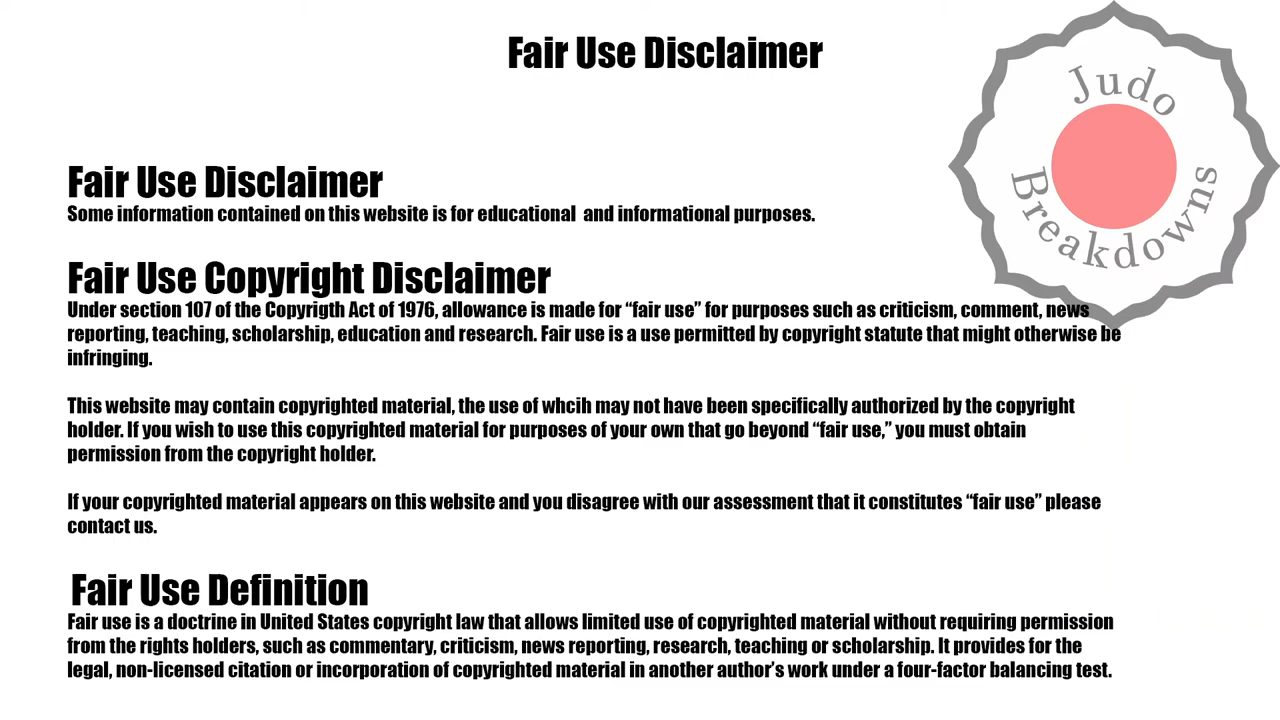 Fair Use Disclaimer
Judo
Breakdowns
Fair Use Disclaimer
Some information contained on this website is for educational  and informational purposes.
Fair Use Copyright Disclaimer
Under section 107 of the Copyrigth Act of 1976, allowance is made for “fair use” for purposes such as criticism, comment, news
reporting, teaching, scholarship, education and research. Fair use is a use permitted by copyright statute that might otherwise be
infringing.
This website may contain copyrighted material, the use of whcih may not have been specifically authorized by the copyright
holder. If you wish to use this copyrighted material for purposes of your own that go beyond “fair use,” you must obtain
permission from the copyright holder.
If your copyrighted material appears on this website and you disagree with our assessment that it constitutes “fair use” please
contact us.
Fair Use Definition
Fair use is a doctrine in United States copyright law that allows limited use of copyrighted material without requiring permission
from the rights holders, such as commentary, criticism, news reporting, research, teaching or scholarship. It provides for the
legal, non-licensed citation or incorporation of copyrighted material in another author’s work under a four-factor balancing test.